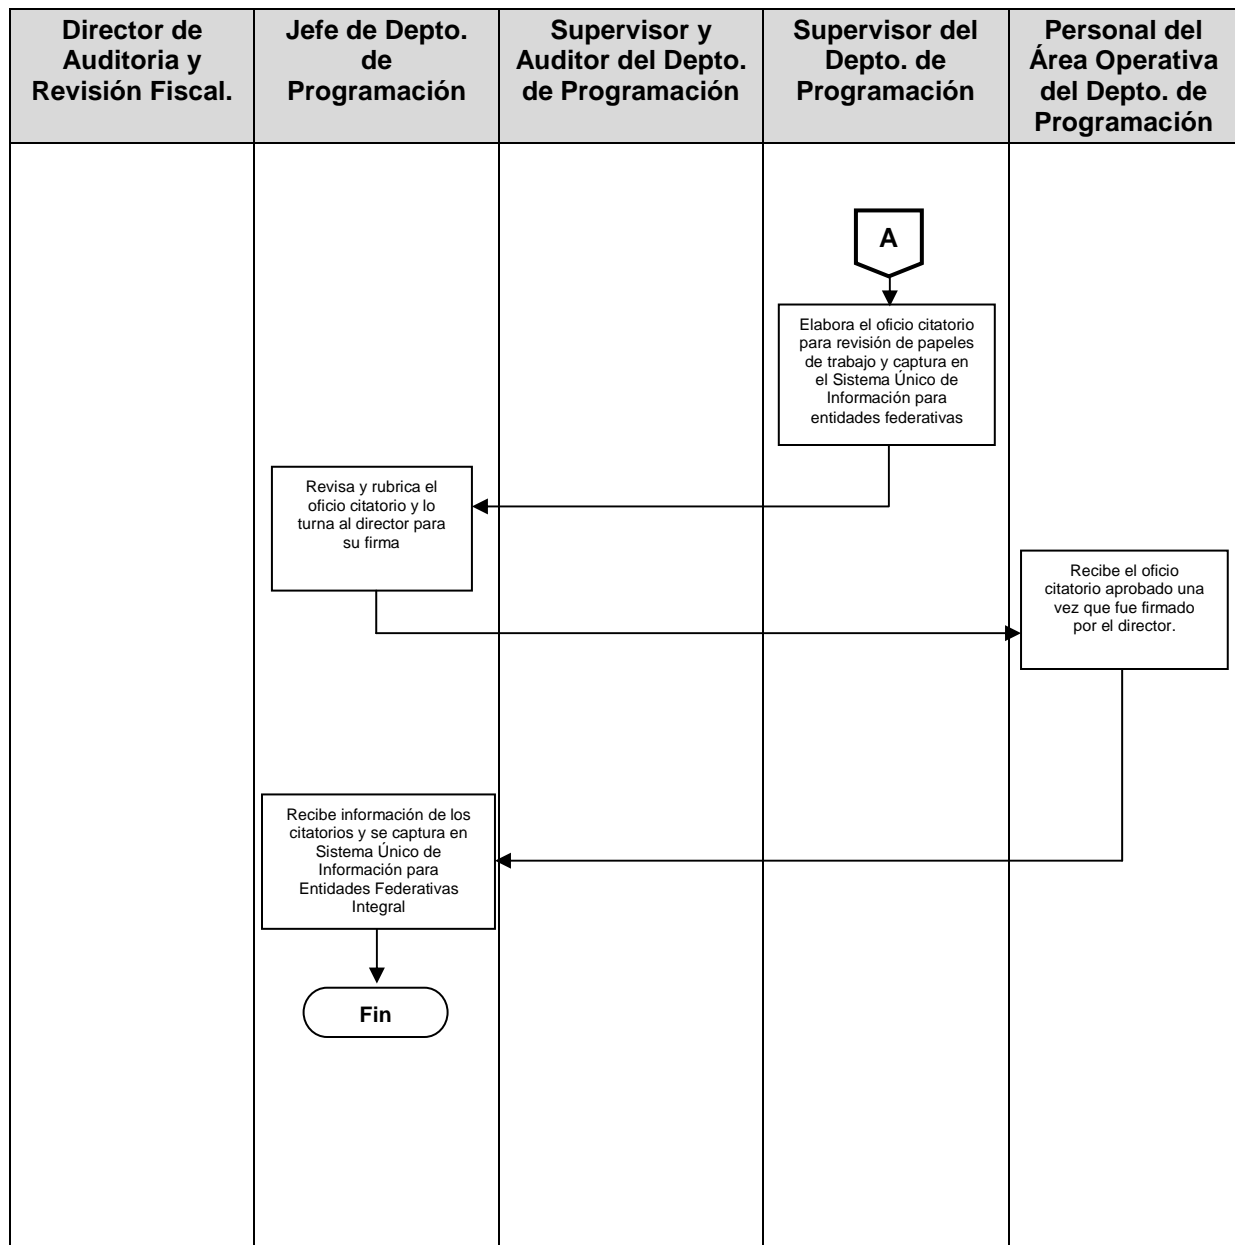 Director de
Auditoria y
Revisión Fiscal.
Jefe de Depto.
de
Programación
Supervisor y
Auditor del Depto.
de Programación
Supervisor del
Depto. de
Programación
Personal del
Área Operativa
del Depto. de
Programación
A
Elabora el oficio citatorio
para revisión de papeles
de trabajo y captura en
el Sistema Único de
Información para
entidades federativas
Revisa y rubrica el
oficio citatorio y lo
turna al director para
su firma
Recibe el oficio
citatorio aprobado una
vez que fue firmado
por el director.
Recibe información de los
citatorios y se captura en
Sistema Único de
Información para
Entidades Federativas
Integral
Fin